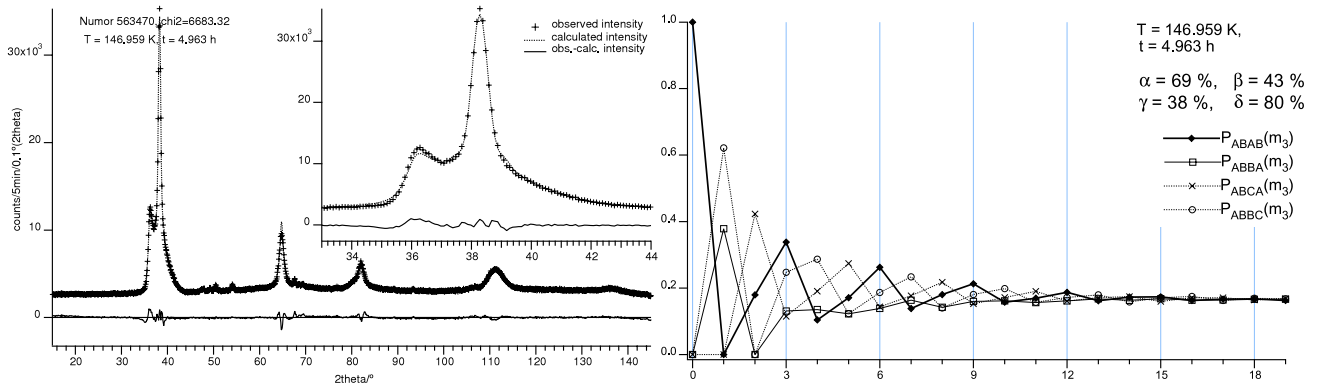 Numor 563470, chi2=6683.32
T = 146.959 K, t = 4.963 h
30x10³
20
10
0
counts/5min/0,1°(2theta)
20 30 40 50 60 70 80 90 100 110 120 130 140
2theta/°
observed intensity
calculated intensity
obs.-calc. intensity
30x10³
20
10
0
34 36 38 40 42 44
1.0
0.8
0.6
0.4
0.2
0.0
0 3 6 9 12 15 18
T = 146.959 K,
t = 4.963 h
α = 69 %, β = 43 %
γ = 38 %, δ = 80 %
P_ABAB(m₃)
P_ABBA(m₃)
P_ABCA(m₃)
P_ABBC(m₃)